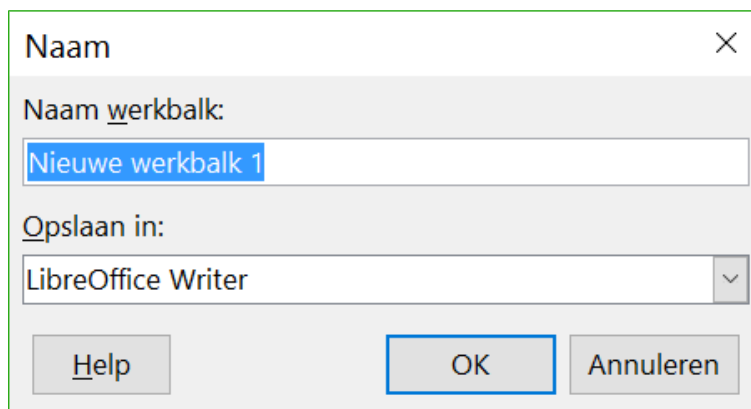 Naam
Naam werkbalk:
Nieuwe werkbalk 1
Opslaan in:
LibreOffice Writer
Help OK Annuleren